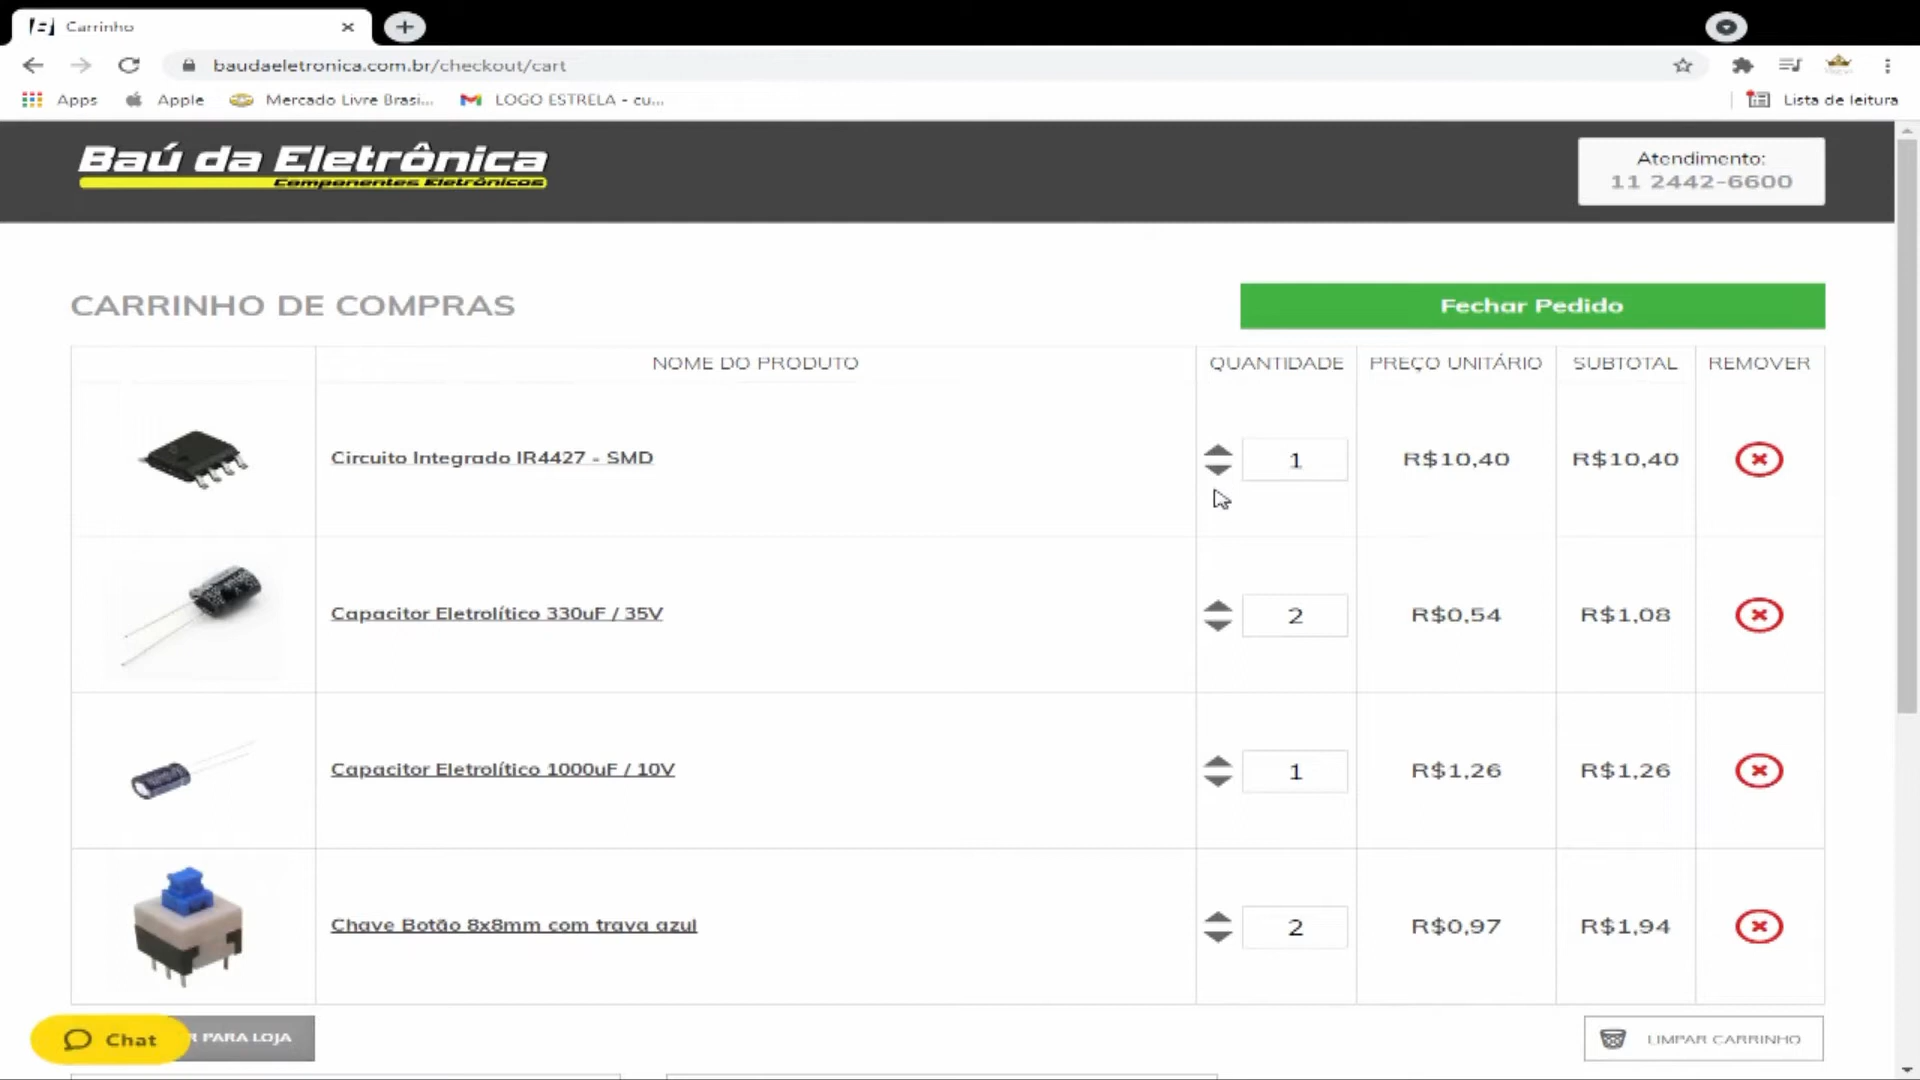 Carrinho
baudaeletronica.com.br/checkout/cart
Apps Apple Mercado Livre Brasi... LOGO ESTRELA - cu... Lista de leitura
Baú da Eletrônica
Componentes Eletrônicos
Atendimento:
11 2442-6600
CARRINHO DE COMPRAS
Fechar Pedido
NOME DO PRODUTO QUANTIDADE PREÇO UNITÁRIO SUBTOTAL REMOVER
Circuito Integrado IR4427 - SMD 1 R$10,40 R$10,40
Capacitor Eletrolítico 330uF / 35V 2 R$0,54 R$1,08
Capacitor Eletrolítico 1000uF / 10V 1 R$1,26 R$1,26
Chave Botão 8x8mm com trava azul 2 R$0,97 R$1,94
Chat R PARA LOJA LIMPAR CARRINHO